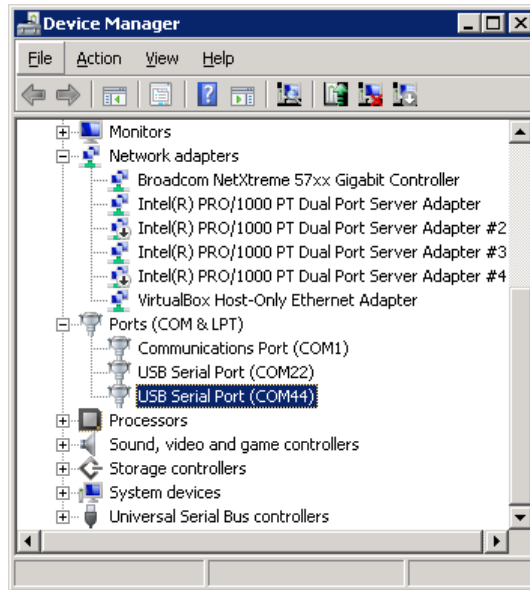 Device Manager
File Action View Help
Monitors
Network adapters
Broadcom NetXtreme 57xx Gigabit Controller
Intel(R) PRO/1000 PT Dual Port Server Adapter
Intel(R) PRO/1000 PT Dual Port Server Adapter #2
Intel(R) PRO/1000 PT Dual Port Server Adapter #3
Intel(R) PRO/1000 PT Dual Port Server Adapter #4
VirtualBox Host-Only Ethernet Adapter
Ports (COM & LPT)
Communications Port (COM1)
USB Serial Port (COM22)
USB Serial Port (COM44)
Processors
Sound, video and game controllers
Storage controllers
System devices
Universal Serial Bus controllers